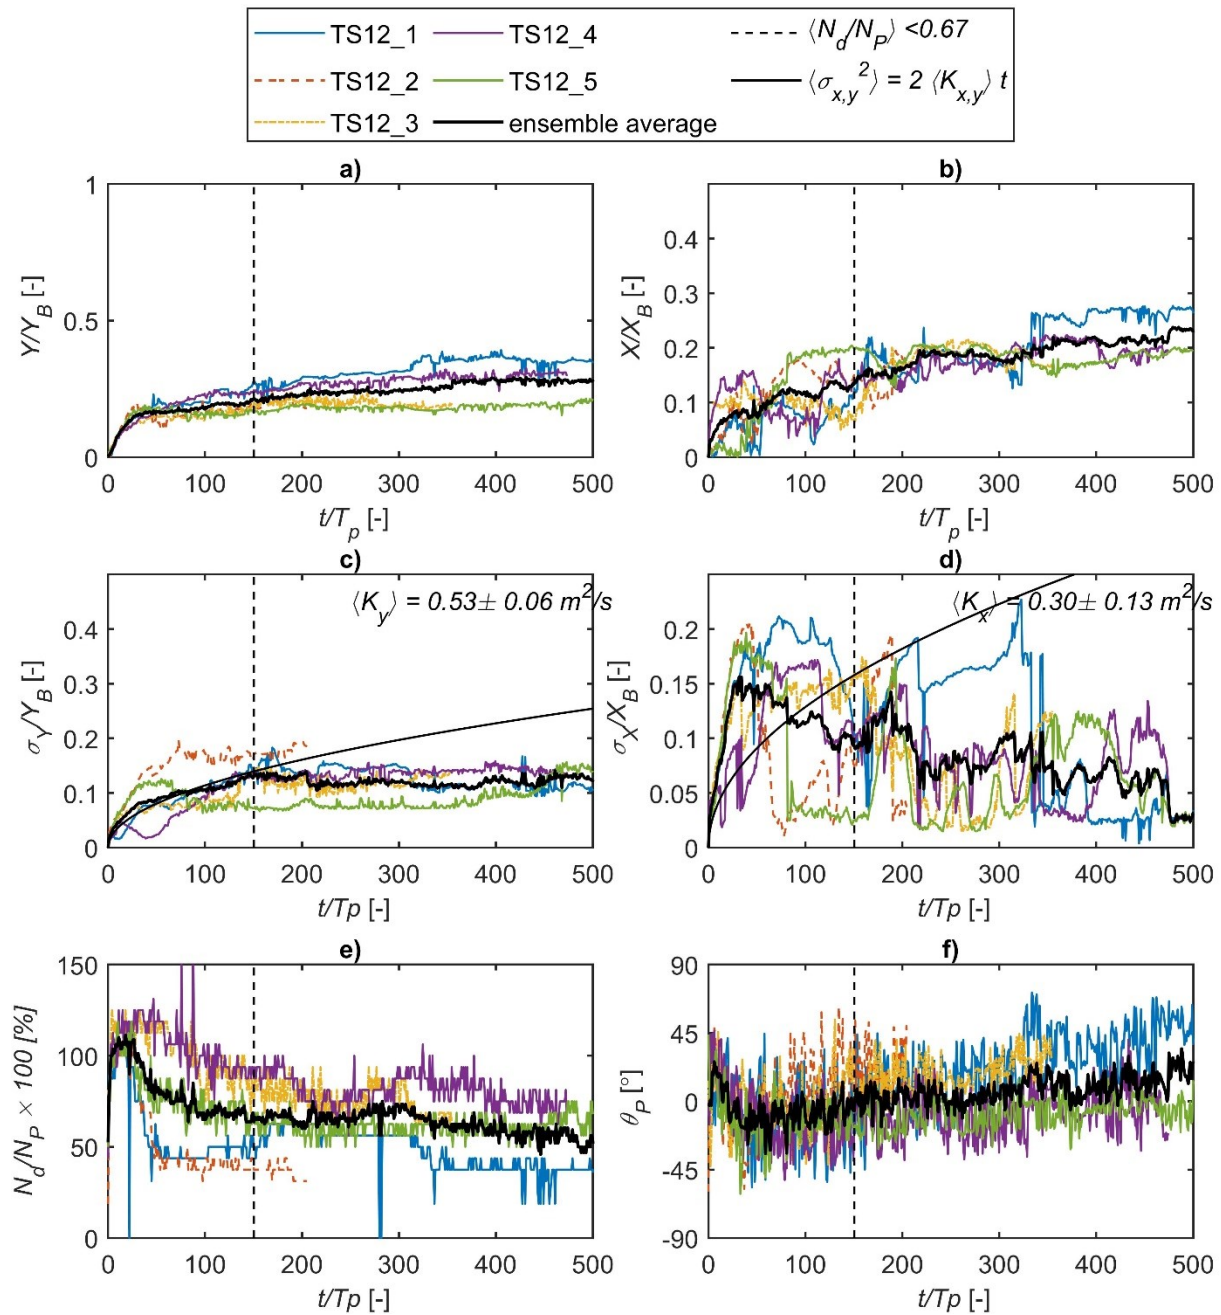 TS12_1 TS12_4 ⟨N_d/N_P⟩ <0.67
TS12_2 TS12_5 ⟨σ_{x,y}^2⟩ = 2 ⟨K_{x,y}⟩ t
TS12_3 ensemble average
a)
1
0.5
0
Y/Y_B [-]
0 100 200 300 400 500
t/T_p [-]
b)
0.4
0.3
0.2
0.1
0
X/X_B [-]
0 100 200 300 400 500
t/T_p [-]
c)
⟨K_y⟩ = 0.53± 0.06 m^2/s
0.4
0.3
0.2
0.1
0
σ_Y/Y_B [-]
0 100 200 300 400 500
t/Tp [-]
d)
⟨K_x⟩ = 0.30± 0.13 m^2/s
0.2
0.15
0.1
0.05
0
σ_X/X_B [-]
0 100 200 300 400 500
t/Tp [-]
e)
150
100
50
0
N_d/N_P × 100 [%]
0 100 200 300 400 500
t/Tp [-]
f)
90
45
0
-45
-90
θ_P [°]
0 100 200 300 400 500
t/Tp [-]